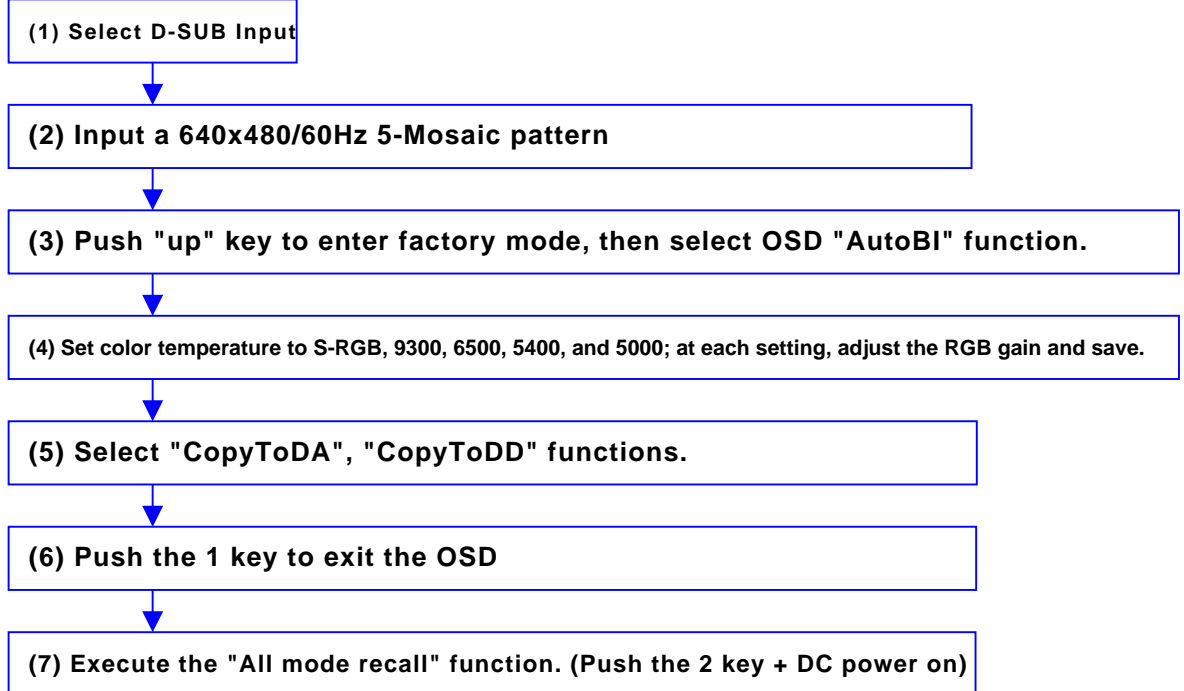 (1) Select D-SUB Input
(2) Input a 640x480/60Hz 5-Mosaic pattern
(3) Push "up" key to enter factory mode, then select OSD "AutoBI" function.
(4) Set color temperature to S-RGB, 9300, 6500, 5400, and 5000; at each setting, adjust the RGB gain and save.
(5) Select "CopyToDA", "CopyToDD" functions.
(6) Push the 1 key to exit the OSD
(7) Execute the "All mode recall" function. (Push the 2 key + DC power on)